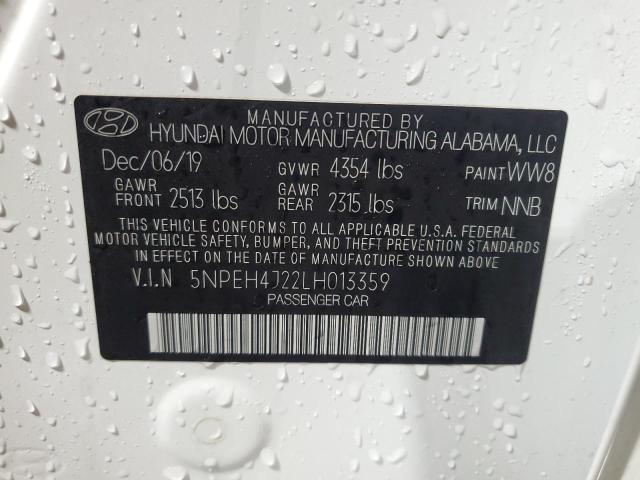 MANUFACTURED BY
HYUNDAI MOTOR MANUFACTURING ALABAMA, LLC
Dec/06/19 GVWR 4354 lbs PAINT WW8
GAWR FRONT 2513 lbs GAWR REAR 2315 lbs TRIM NNB
THIS VEHICLE CONFORMS TO ALL APPLICABLE U.S.A. FEDERAL
MOTOR VEHICLE SAFETY, BUMPER, AND THEFT PREVENTION STANDARDS
IN EFFECT ON THE DATE OF MANUFACTURE SHOWN ABOVE.
V.I.N 5NPEH4J22LH013359
PASSENGER CAR